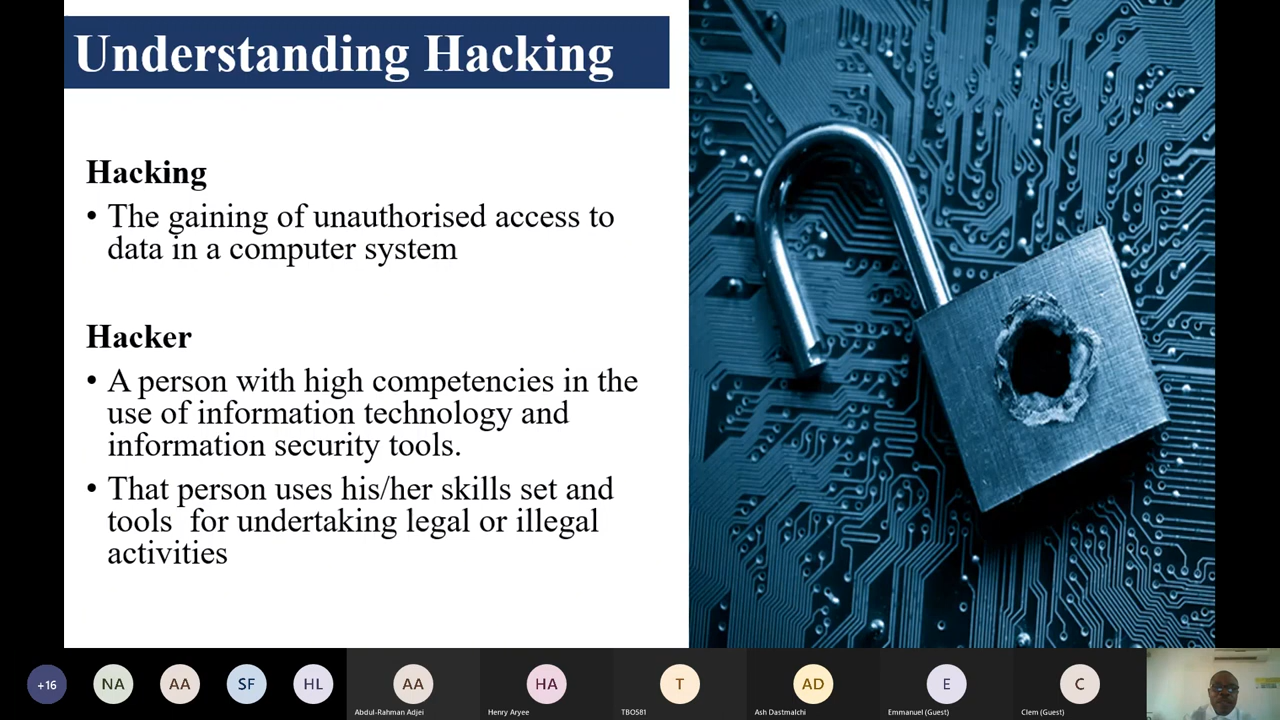 Understanding Hacking
Hacking
• The gaining of unauthorised access to
data in a computer system
Hacker
• A person with high competencies in the
use of information technology and
information security tools.
• That person uses his/her skills set and
tools  for undertaking legal or illegal
activities
+16
NA
AA
SF
HL
AA
HA
T
AD
E
C
Abdul-Rahman Adjei
Henry Aryee
TBOS81
Ash Dastmalchi
Emmanuel (Guest)
Clem (Guest)